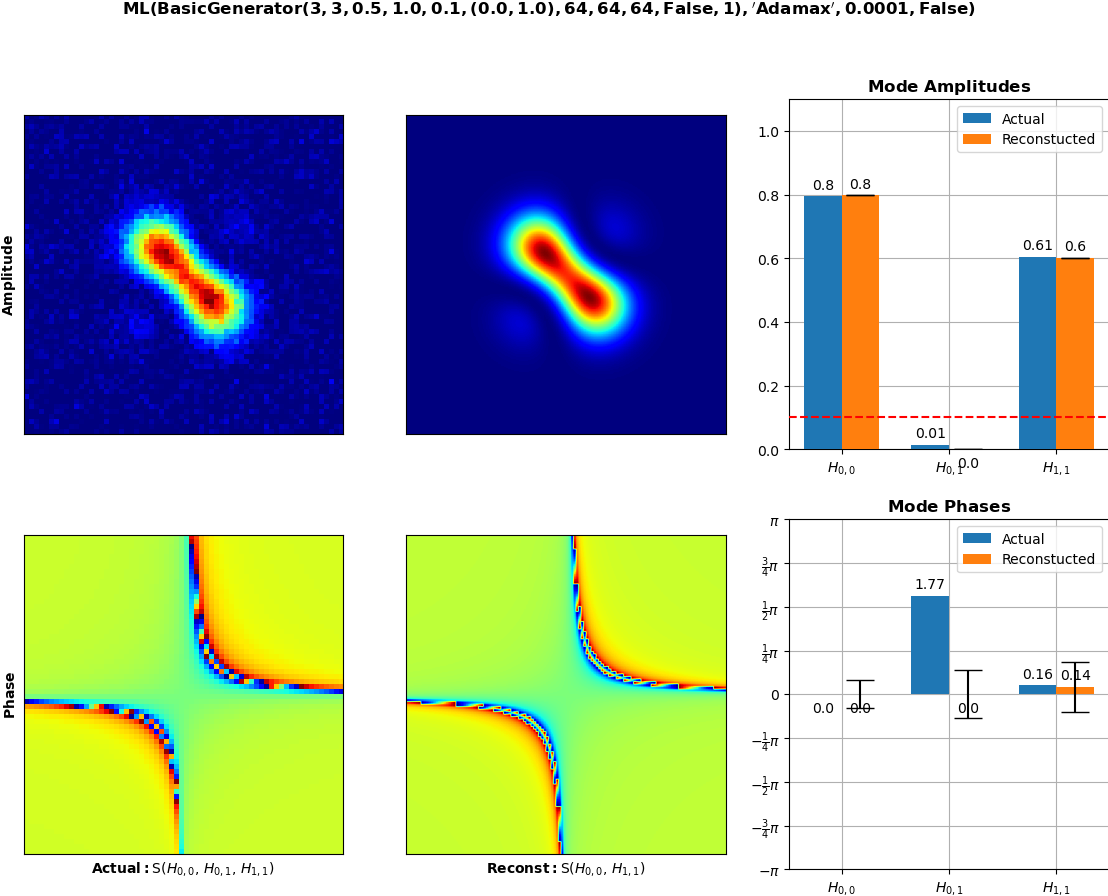 ML(BasicGenerator(3, 3, 0.5, 1.0, 0.1, (0.0, 1.0), 64, 64, 64, False, 1), ′Adamax′, 0.0001, False)
Amplitude
Mode Amplitudes
Actual
Reconstucted
1.0
0.8
0.6
0.4
0.2
0.0
0.8
0.8
0.01
0.0
0.61
0.6
H0,0
H0,1
H1,1
Phase
Actual: S(H0,0, H0,1, H1,1)
Reconst: S(H0,0, H1,1)
Mode Phases
Actual
Reconstucted
π
3/4π
1/2π
1/4π
0
−1/4π
−1/2π
−3/4π
−π
0.0
-0.0
1.77
0.0
0.16
0.14
H0,0
H0,1
H1,1